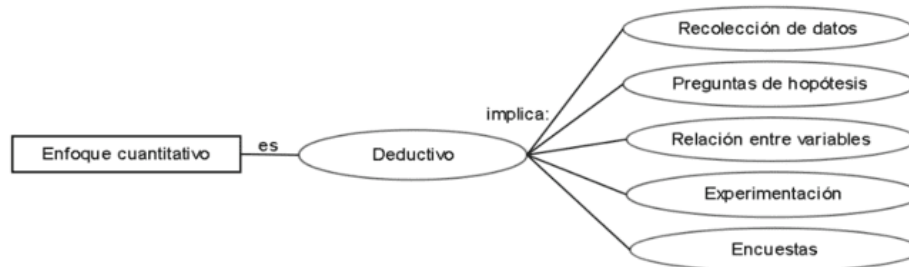 Recolección de datos
Preguntas de hopótesis
implica:
Enfoque cuantitativo
es
Deductivo
Relación entre variables
Experimentación
Encuestas